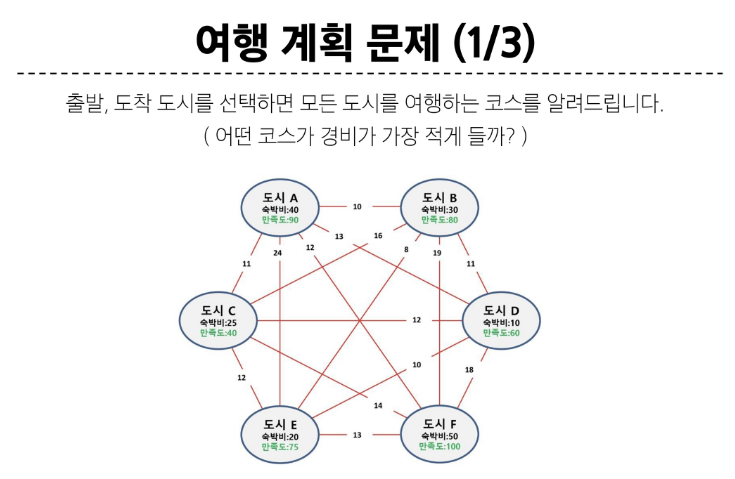 여행 계획 문제 (1/3)
출발, 도착 도시를 선택하면 모든 도시를 여행하는 코스를 알려드립니다.
( 어떤 코스가 경비가 가장 적게 들까? )
도시 A
숙박비:40
만족도:90
10
도시 B
숙박비:30
만족도:80
16
13
12
8
24
19
11
11
도시 C
숙박비:25
만족도:40
12
도시 D
숙박비:10
만족도:60
10
18
12
14
도시 E
숙박비:20
만족도:75
13
도시 F
숙박비:50
만족도:100